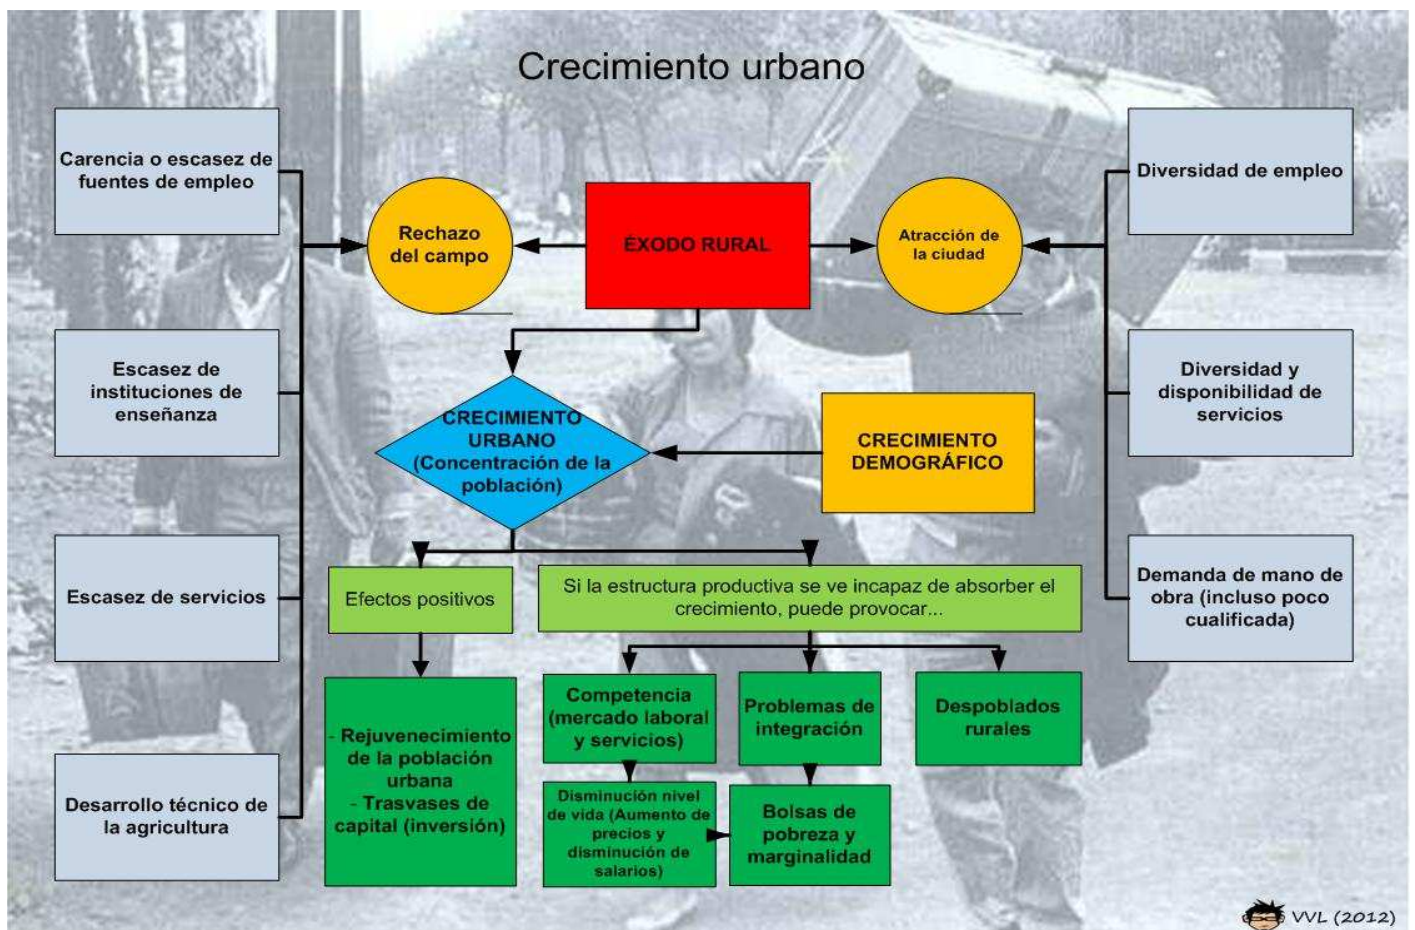 Crecimiento urbano
Carencia o escasez de
fuentes de empleo
Rechazo
del campo
ÉXODO RURAL
Atracción de
la ciudad
Diversidad de empleo
Escasez de
instituciones de
enseñanza
CRECIMIENTO
URBANO
(Concentración de la
población)
CRECIMIENTO
DEMOGRÁFICO
Diversidad y
disponibilidad de
servicios
Escasez de servicios
Efectos positivos
Si la estructura productiva se ve incapaz de absorber el
crecimiento, puede provocar...
Demanda de mano de
obra (incluso poco
cualificada)
Desarrollo técnico de
la agricultura
- Rejuvenecimiento
de la población
urbana
- Trasvases de
capital (inversión)
Competencia
(mercado laboral
y servicios)
Problemas de
integración
Despoblados
rurales
Disminución nivel
de vida (Aumento de
precios y
disminución de
salarios)
Bolsas de
pobreza y
marginalidad
VVL (2012)